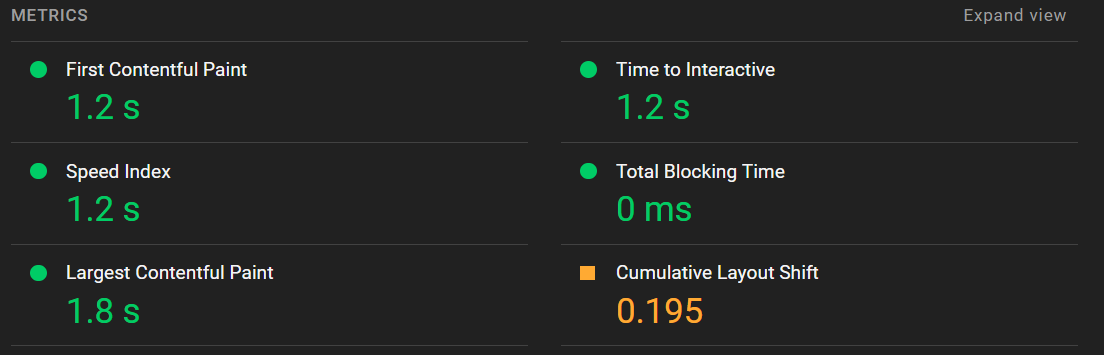 METRICS
Expand view
First Contentful Paint
1.2 s
Time to Interactive
1.2 s
Speed Index
1.2 s
Total Blocking Time
0 ms
Largest Contentful Paint
1.8 s
Cumulative Layout Shift
0.195